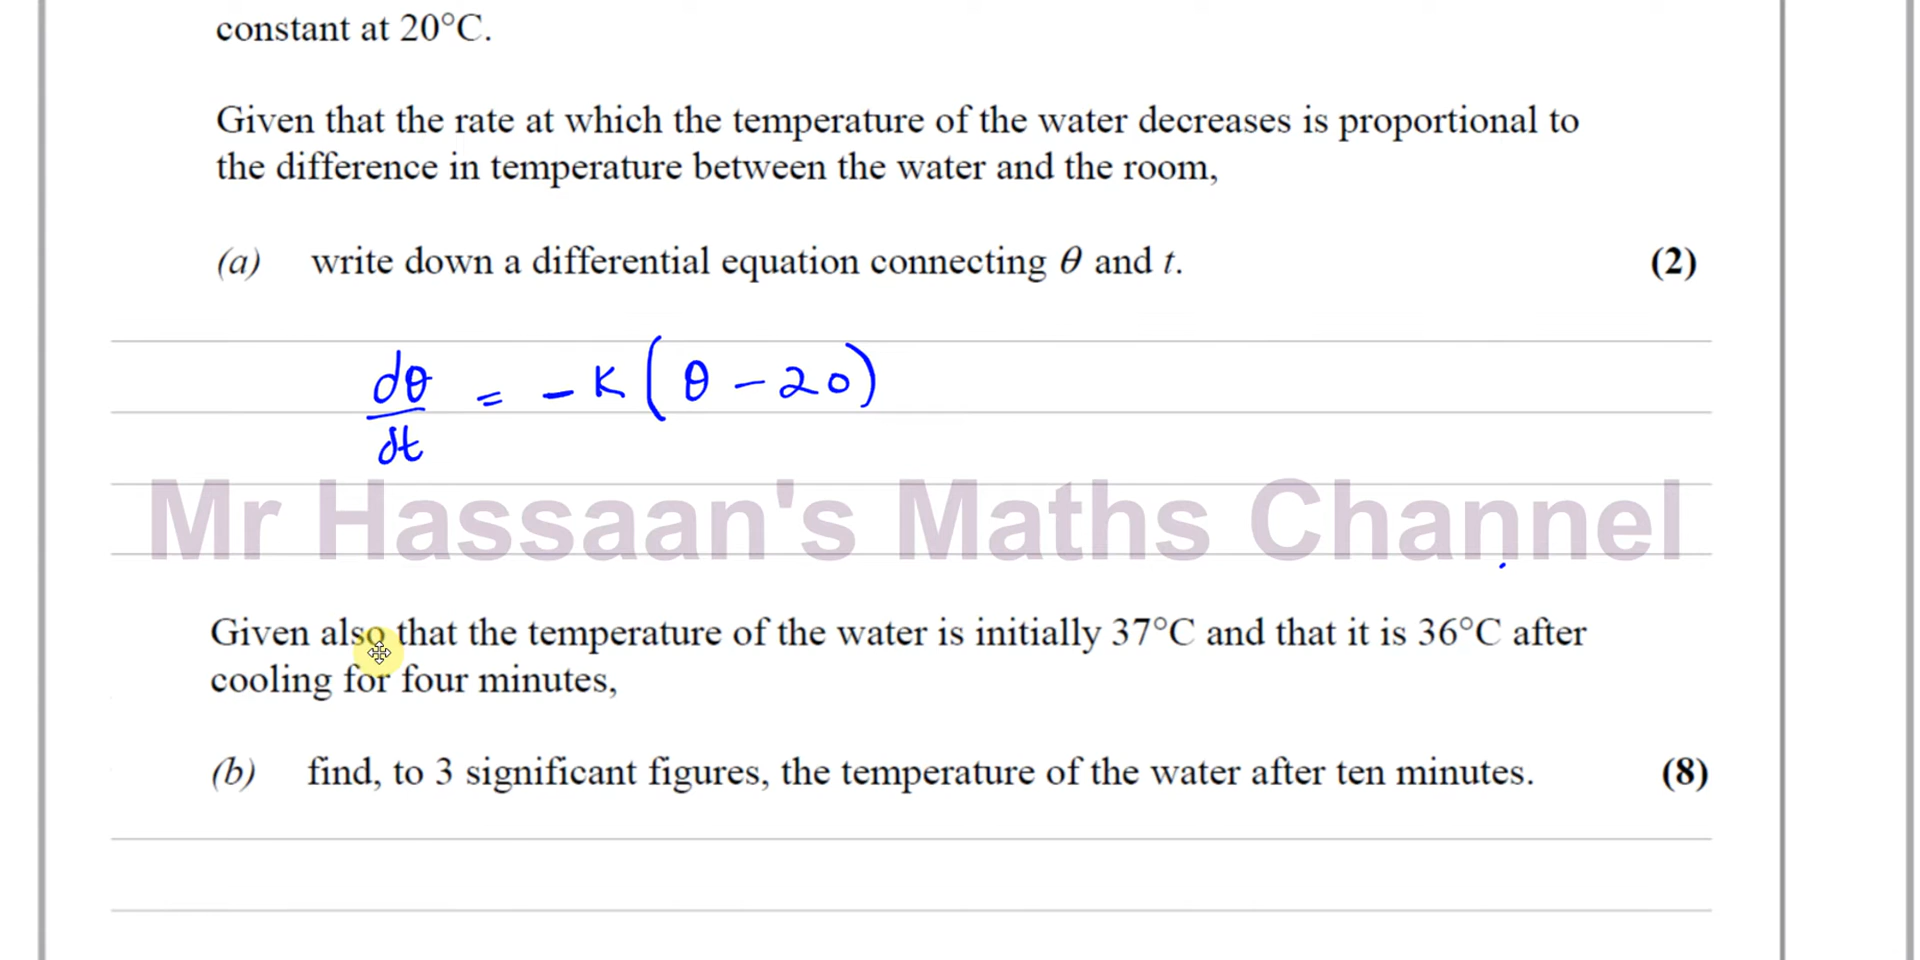 constant at 20°C.
Given that the rate at which the temperature of the water decreases is proportional to
the difference in temperature between the water and the room,
(a) write down a differential equation connecting θ and t. (2)
dθ/dt = -K(θ - 20)
Mr Hassaan's Maths Channel
Given also that the temperature of the water is initially 37°C and that it is 36°C after
cooling for four minutes,
(b) find, to 3 significant figures, the temperature of the water after ten minutes. (8)